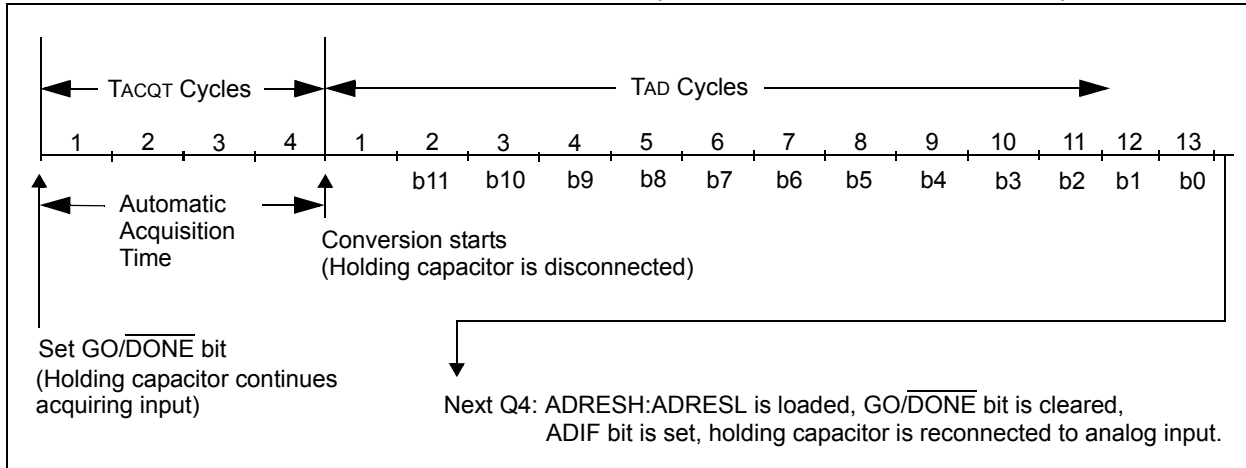 TACQT Cycles
TAD Cycles
1 2 3 4 1 2 3 4 5 6 7 8 9 10 11 12 13
b11 b10 b9 b8 b7 b6 b5 b4 b3 b2 b1 b0
Automatic
Acquisition
Time
Conversion starts
(Holding capacitor is disconnected)
Set GO/DONE bit
(Holding capacitor continues
acquiring input)
Next Q4: ADRESH:ADRESL is loaded, GO/DONE bit is cleared,
ADIF bit is set, holding capacitor is reconnected to analog input.